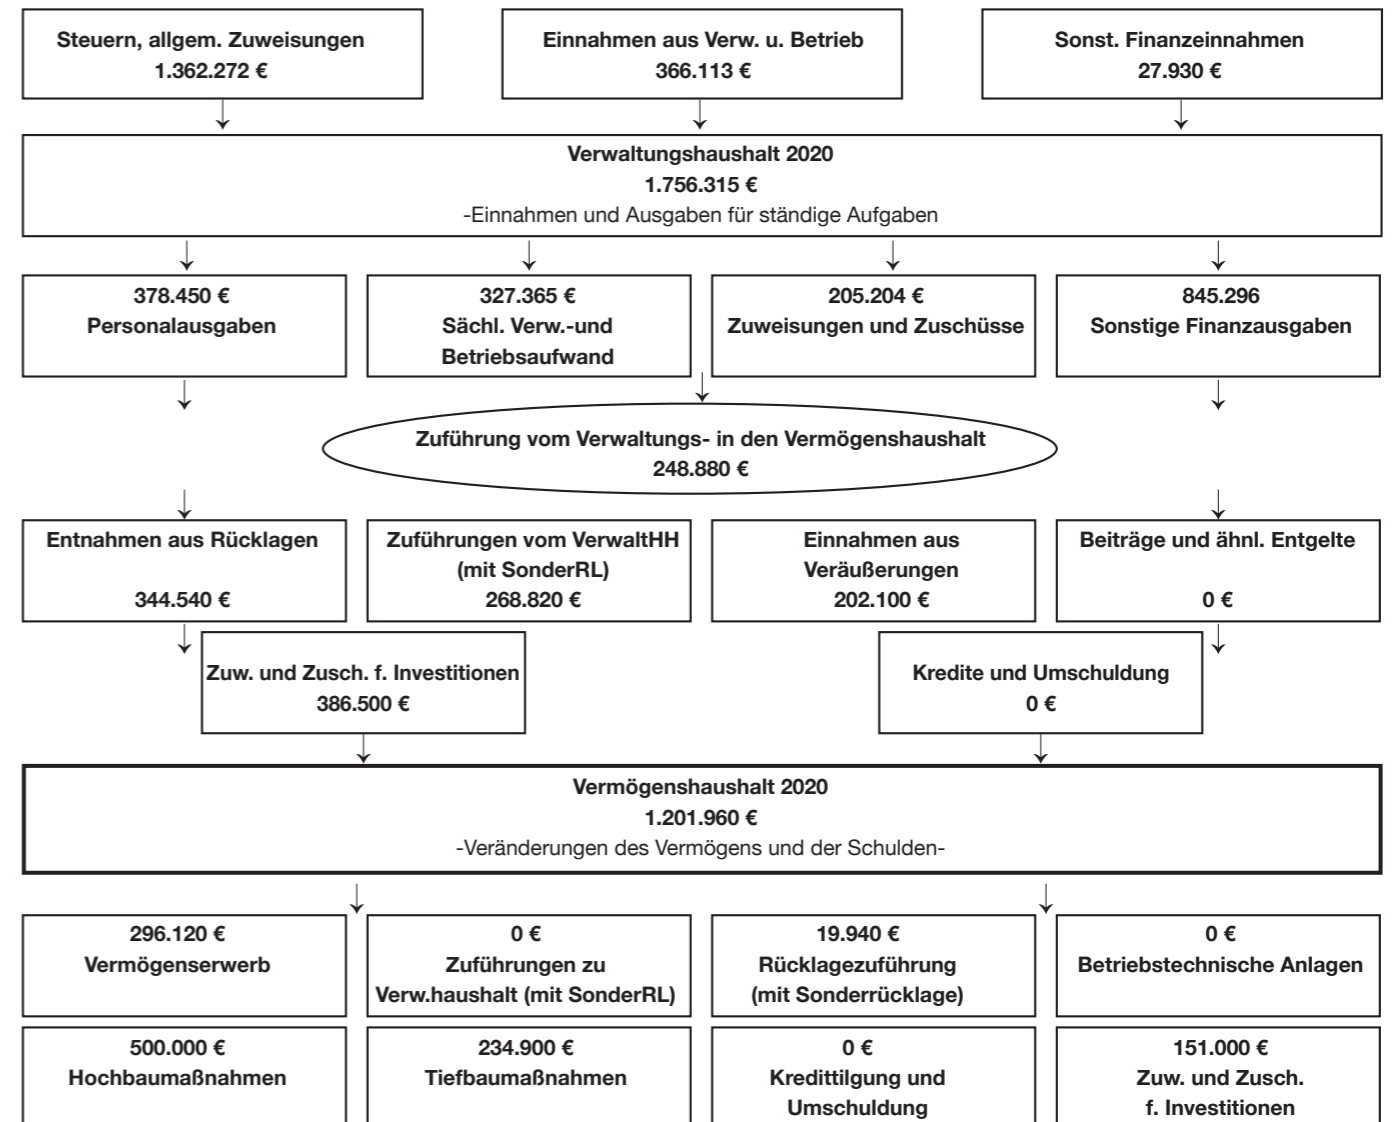 Steuern, allgem. Zuweisungen
1.362.272 €
Einnahmen aus Verw. u. Betrieb
366.113 €
Sonst. Finanzeinnahmen
27.930 €
Verwaltungshaushalt 2020
1.756.315 €
-Einnahmen und Ausgaben für ständige Aufgaben
378.450 €
Personalausgaben
327.365 €
Sächl. Verw.-und
Betriebsaufwand
205.204 €
Zuweisungen und Zuschüsse
845.296
Sonstige Finanzausgaben
Zuführung vom Verwaltungs- in den Vermögenshaushalt
248.880 €
Entnahmen aus Rücklagen
344.540 €
Zuführungen vom VerwaltHH
(mit SonderRL)
268.820 €
Einnahmen aus
Veräußerungen
202.100 €
Beiträge und ähnl. Entgelte
0 €
Zuw. und Zusch. f. Investitionen
386.500 €
Kredite und Umschuldung
0 €
Vermögenshaushalt 2020
1.201.960 €
-Veränderungen des Vermögens und der Schulden-
296.120 €
Vermögenserwerb
0 €
Zuführungen zu
Verw.haushalt (mit SonderRL)
19.940 €
Rücklagezuführung
(mit Sonderrücklage)
0 €
Betriebstechnische Anlagen
500.000 €
Hochbaumaßnahmen
234.900 €
Tiefbaumaßnahmen
0 €
Kredittilgung und
Umschuldung
151.000 €
Zuw. und Zusch.
f. Investitionen